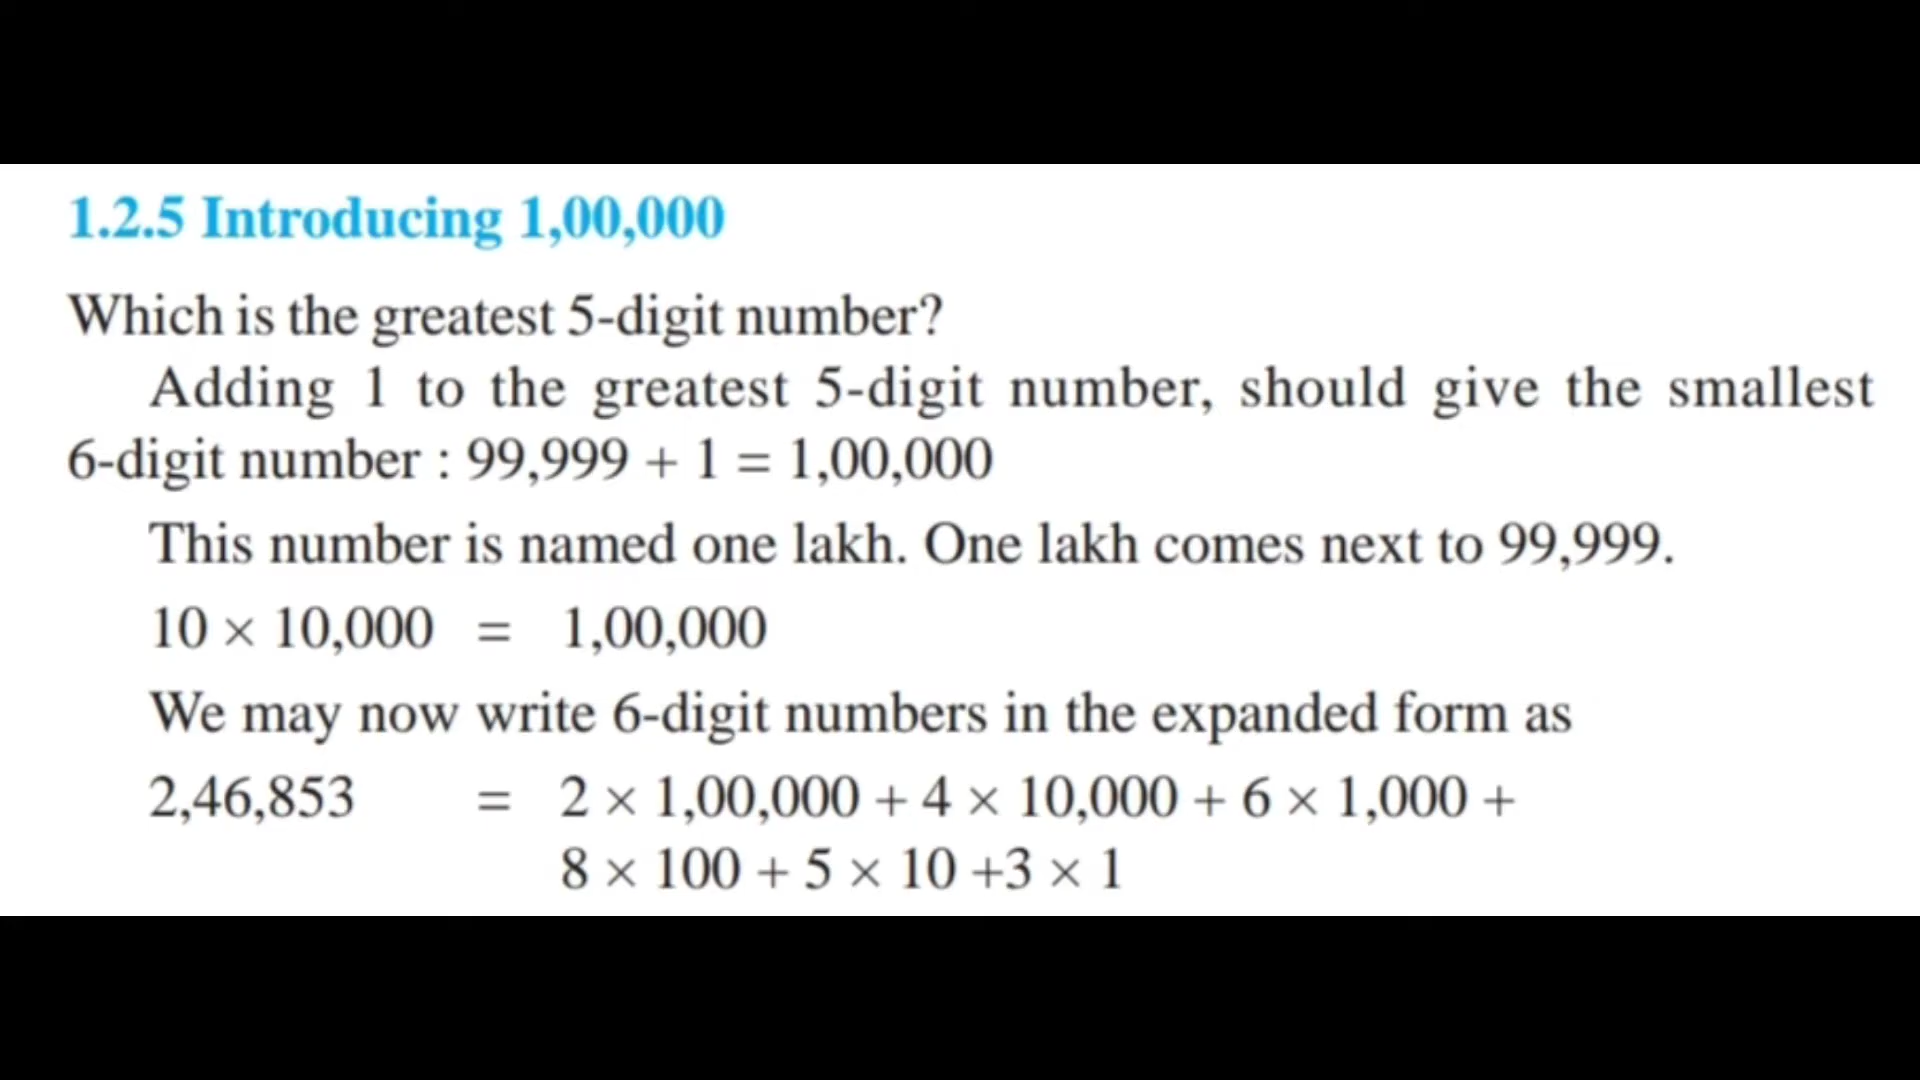 1.2.5 Introducing 1,00,000
Which is the greatest 5-digit number?
Adding 1 to the greatest 5-digit number, should give the smallest
6-digit number : 99,999 + 1 = 1,00,000
This number is named one lakh. One lakh comes next to 99,999.
10 × 10,000 = 1,00,000
We may now write 6-digit numbers in the expanded form as
2,46,853 = 2 × 1,00,000 + 4 × 10,000 + 6 × 1,000 +
8 × 100 + 5 × 10 +3 × 1